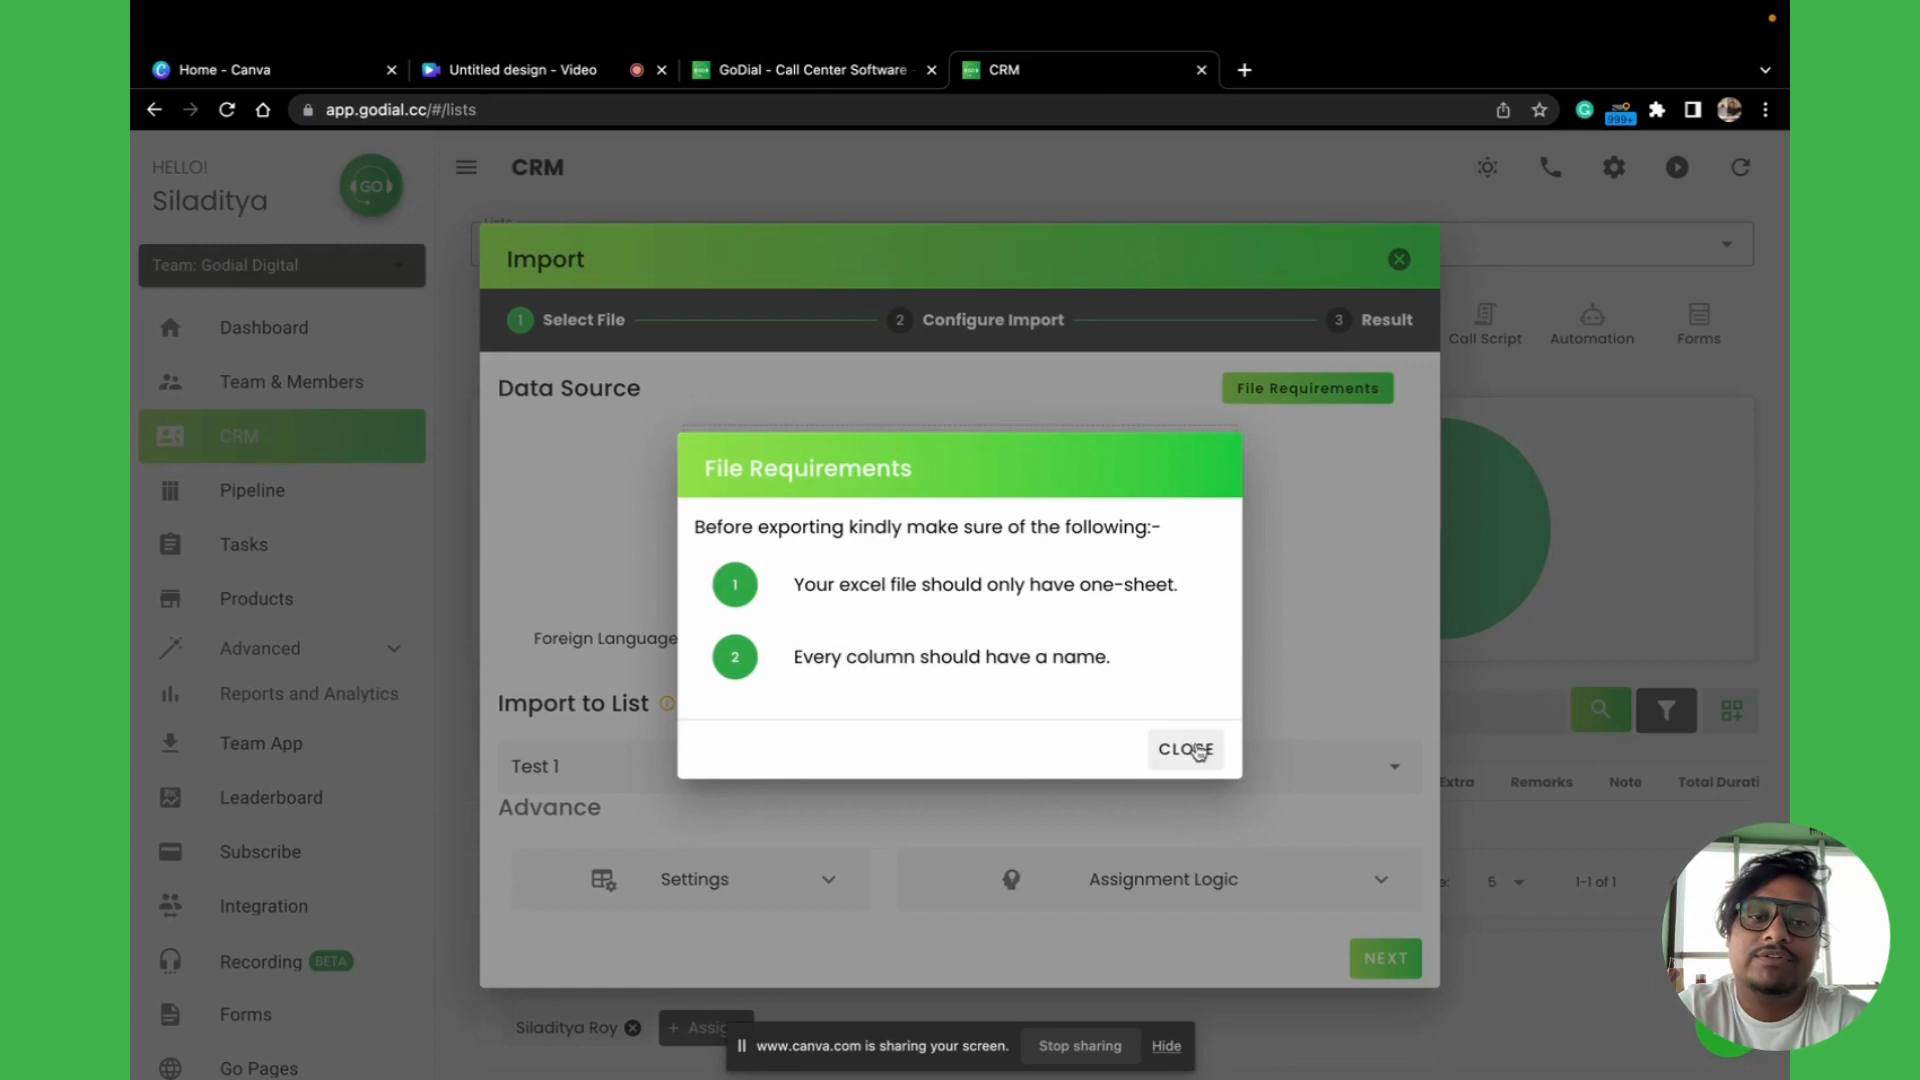 Home - Canva
Untitled design - Video
GoDial - Call Center Software
CRM
app.godial.cc/#/lists
999+
HELLO!
Siladitya
GO
CRM
Team: Godial Digital
Dashboard
Team & Members
CRM
Pipeline
Tasks
Products
Advanced
Reports and Analytics
Team App
Leaderboard
Subscribe
Integration
Recording BETA
Forms
Go Pages
Lists
Call Script
Automation
Forms
Import
1 Select File
2 Configure Import
3 Result
Data Source
File Requirements
File Requirements
Before exporting kindly make sure of the following:-
1 Your excel file should only have one-sheet.
2 Every column should have a name.
CLOSE
Foreign Language
Import to List
Test 1
Advance
Settings
Assignment Logic
NEXT
Extra Remarks Note Total Durati
5
1-1 of 1
Siladitya Roy
+ Assig
www.canva.com is sharing your screen.
Stop sharing
Hide